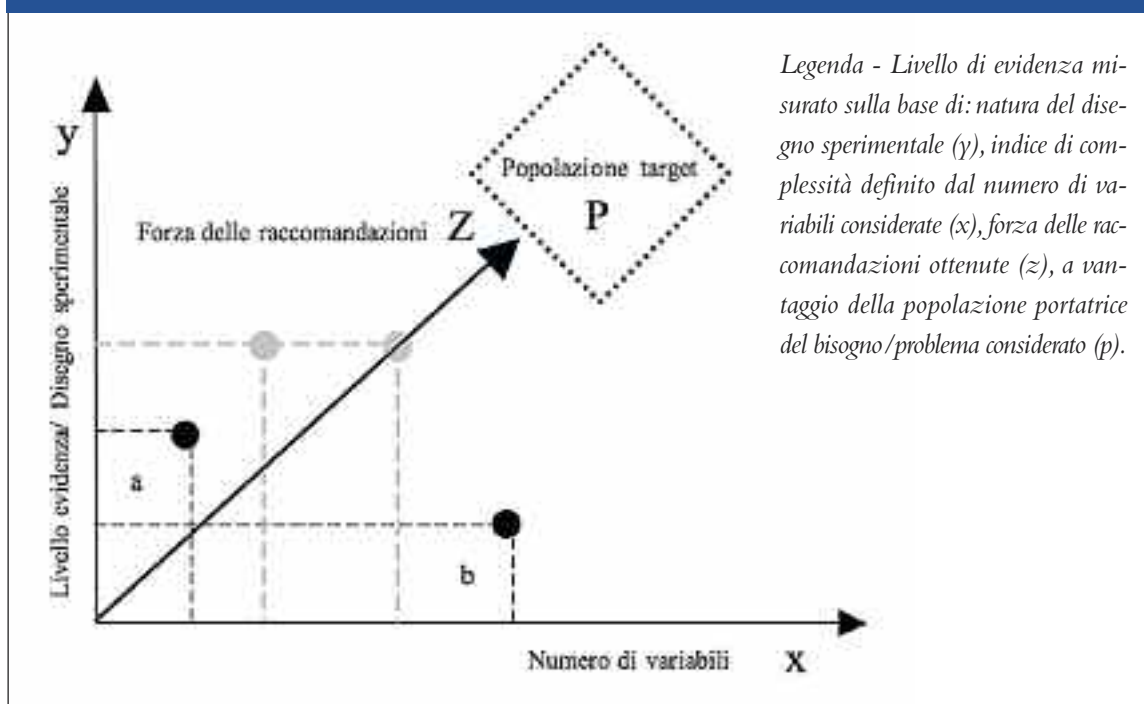 Legenda - Livello di evidenza mi-
surato sulla base di: natura del dise-
gno sperimentale (y), indice di com-
plessità definito dal numero di va-
riabili considerate (x), forza delle rac-
comandazioni ottenute (z), a van-
taggio della popolazione portatrice
del bisogno/problema considerato (p).
y
Popolazione target
P
Forza delle raccomandazioni Z
Livello evidenza/ Disegno sperimentale
a
b
Numero di variabili X